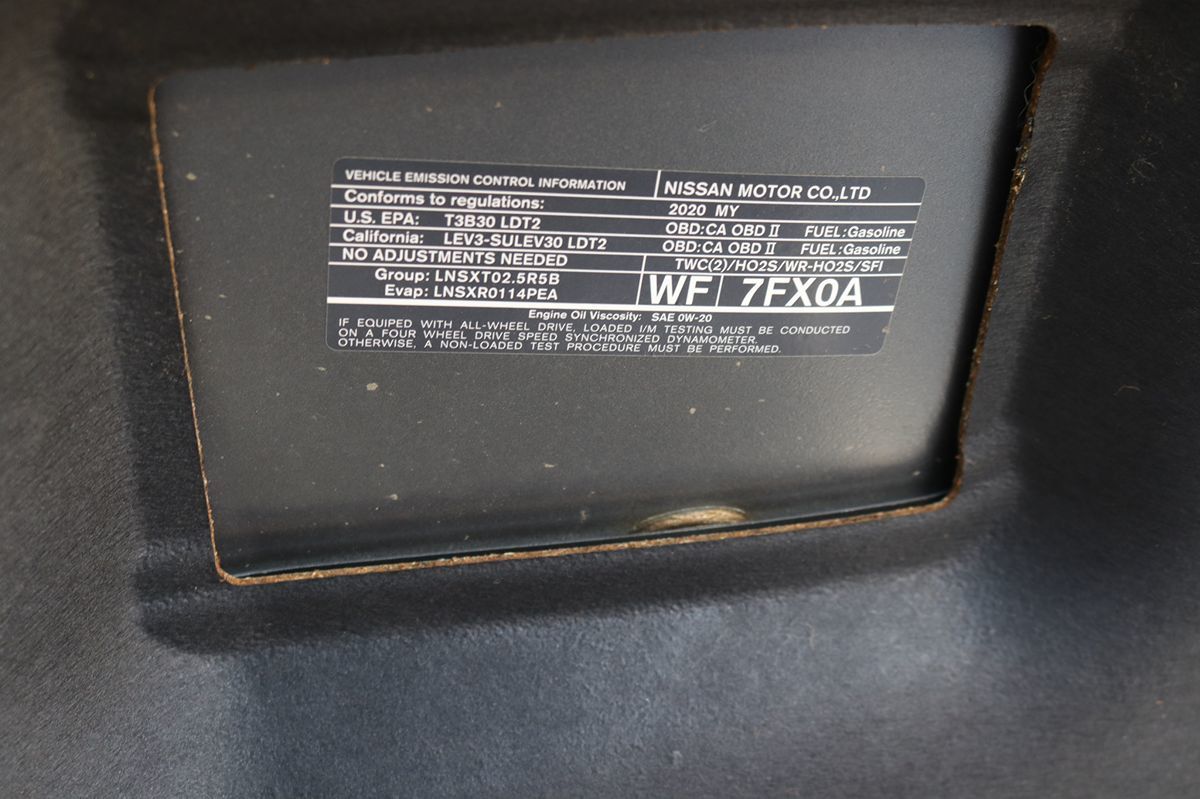 VEHICLE EMISSION CONTROL INFORMATION NISSAN MOTOR CO.,LTD
Conforms to regulations: 2020 MY
U.S. EPA: T3B30 LDT2 OBD:CA OBD II FUEL:Gasoline
California: LEV3-SULEV30 LDT2 OBD:CA OBD II FUEL:Gasoline
NO ADJUSTMENTS NEEDED TWC(2)/HO2S/WR-HO2S/SFI
Group: LNSXT02.5R5B WF 7FX0A
Evap: LNSXR0114PEA
Engine Oil Viscosity: SAE 0W-20
IF EQUIPED WITH ALL-WHEEL DRIVE, LOADED I/M TESTING MUST BE CONDUCTED
ON A FOUR WHEEL DRIVE SPEED SYNCHRONIZED DYNAMOMETER.
OTHERWISE, A NON-LOADED TEST PROCEDURE MUST BE PERFORMED.